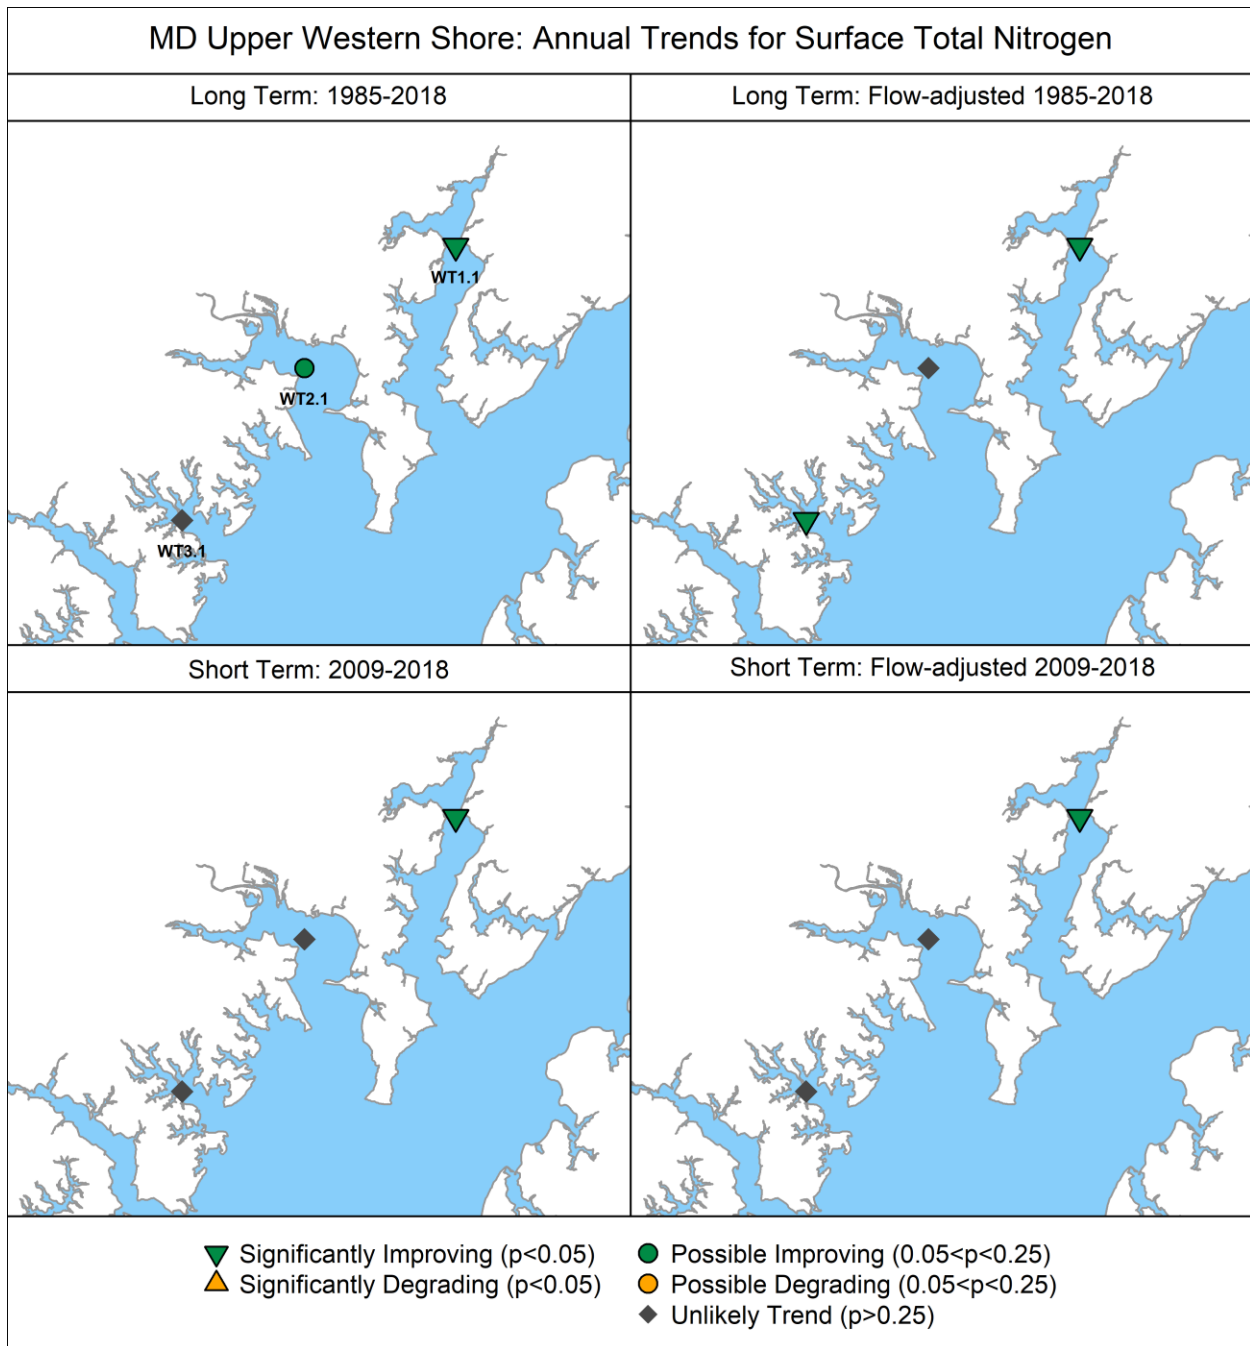 MD Upper Western Shore: Annual Trends for Surface Total Nitrogen
Long Term: 1985-2018
Long Term: Flow-adjusted 1985-2018
WT1.1
WT2.1
WT3.1
Short Term: 2009-2018
Short Term: Flow-adjusted 2009-2018
Significantly Improving (p<0.05)
Significantly Degrading (p<0.05)
Possible Improving (0.05<p<0.25)
Possible Degrading (0.05<p<0.25)
Unlikely Trend (p>0.25)